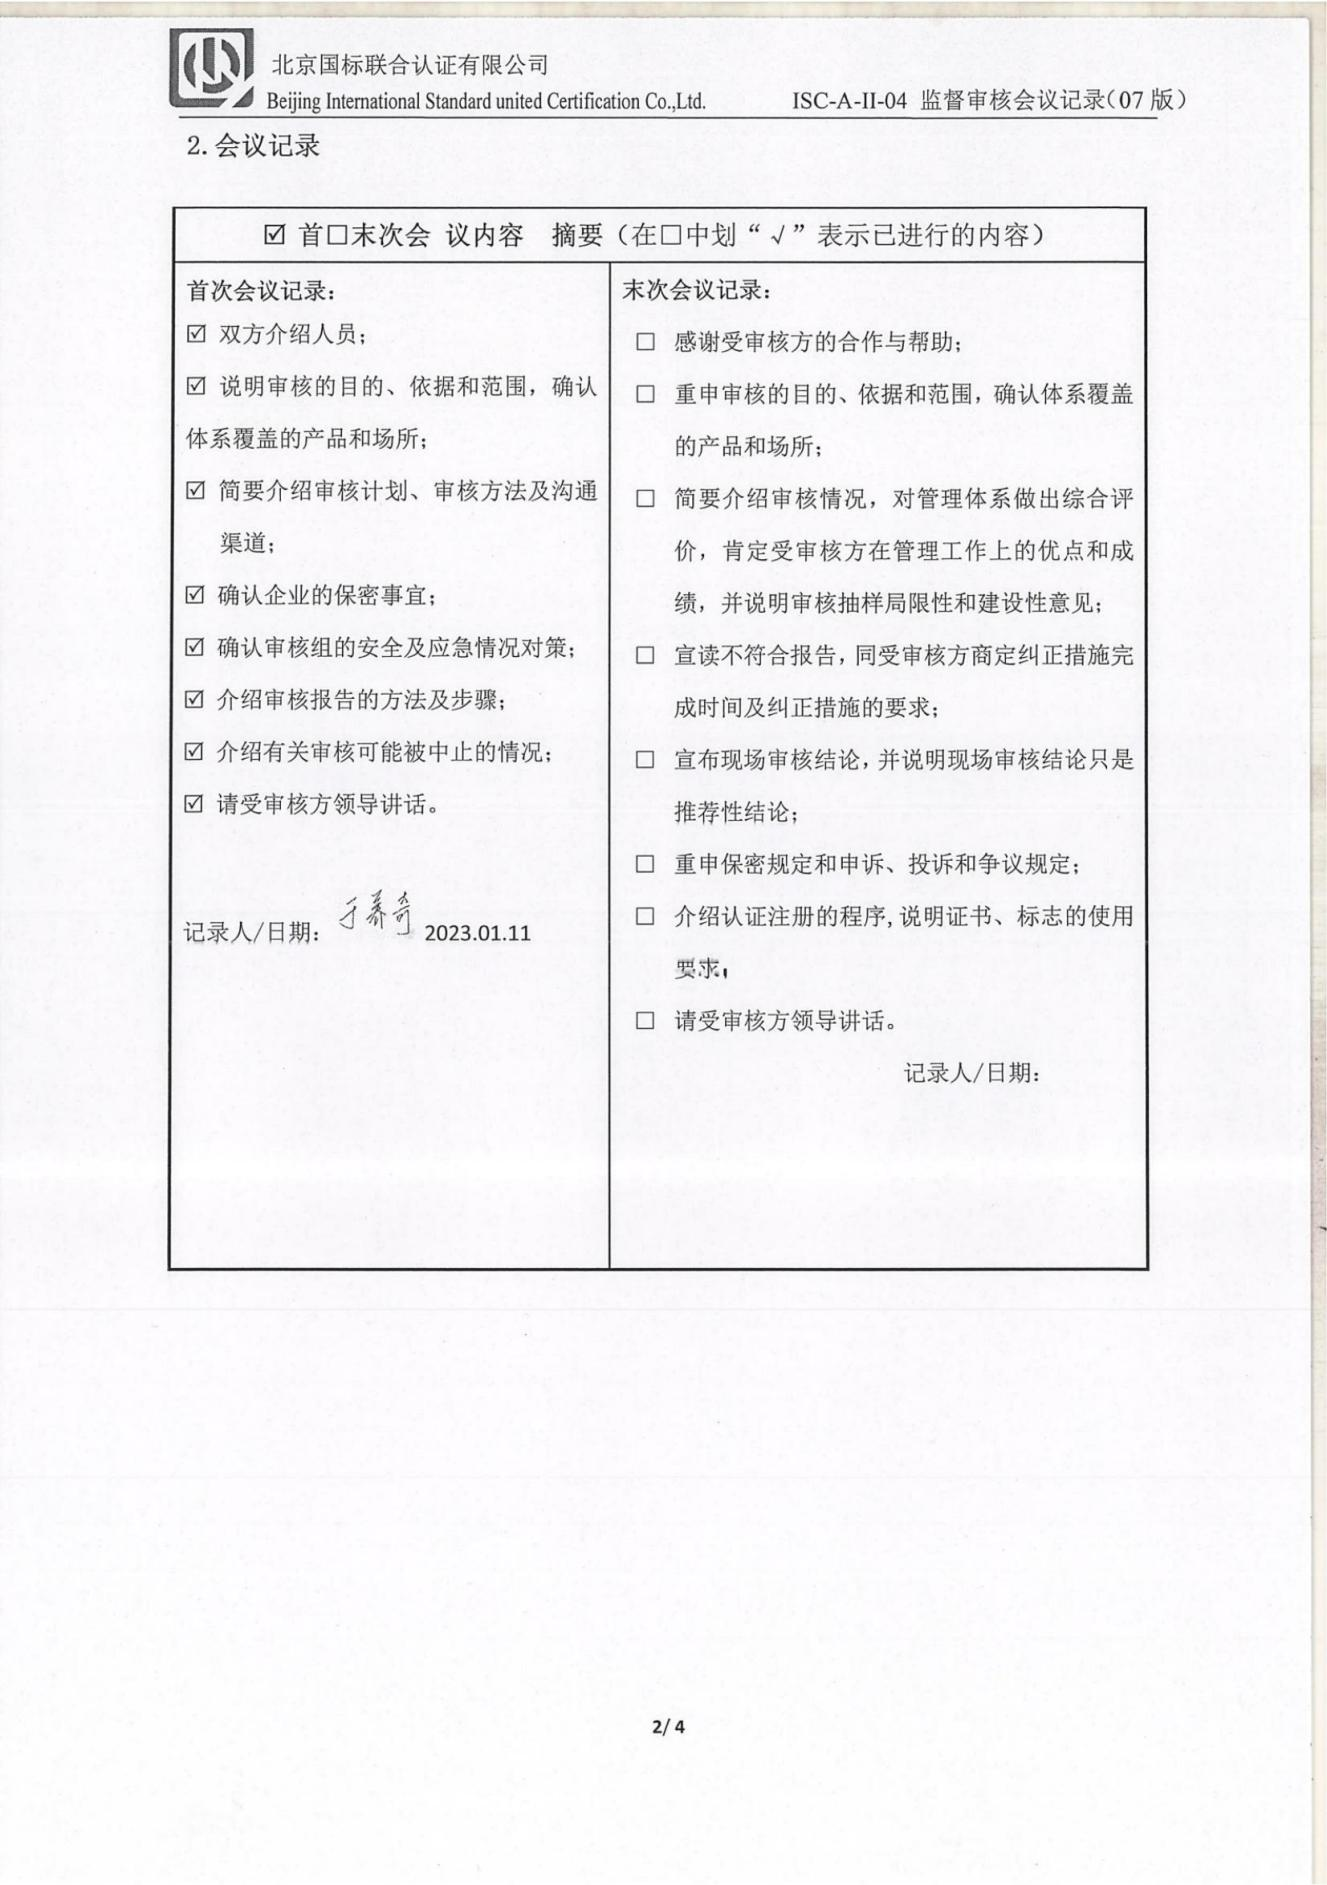 北京国标联合认证有限公司
Beijing International Standard united Certification Co.,Ltd.
ISC-A-II-04 监督审核会议记录(07 版)
2.会议记录
☑ 首□末次会 议内容 摘要（在□中划“√”表示已进行的内容）
首次会议记录：
☑ 双方介绍人员；
☑ 说明审核的目的、依据和范围，确认
体系覆盖的产品和场所；
☑ 简要介绍审核计划、审核方法及沟通
渠道；
☑ 确认企业的保密事宜；
☑ 确认审核组的安全及应急情况对策；
☑ 介绍审核报告的方法及步骤；
☑ 介绍有关审核可能被中止的情况；
☑ 请受审核方领导讲话。
记录人/日期： 2023.01.11
末次会议记录：
□ 感谢受审核方的合作与帮助；
□ 重申审核的目的、依据和范围，确认体系覆盖
的产品和场所；
□ 简要介绍审核情况，对管理体系做出综合评
价，肯定受审核方在管理工作上的优点和成
绩，并说明审核抽样局限性和建设性意见；
□ 宣读不符合报告，同受审核方商定纠正措施完
成时间及纠正措施的要求；
□ 宣布现场审核结论，并说明现场审核结论只是
推荐性结论；
□ 重申保密规定和申诉、投诉和争议规定；
□ 介绍认证注册的程序，说明证书、标志的使用
要求；
□ 请受审核方领导讲话。
记录人/日期：
2/ 4